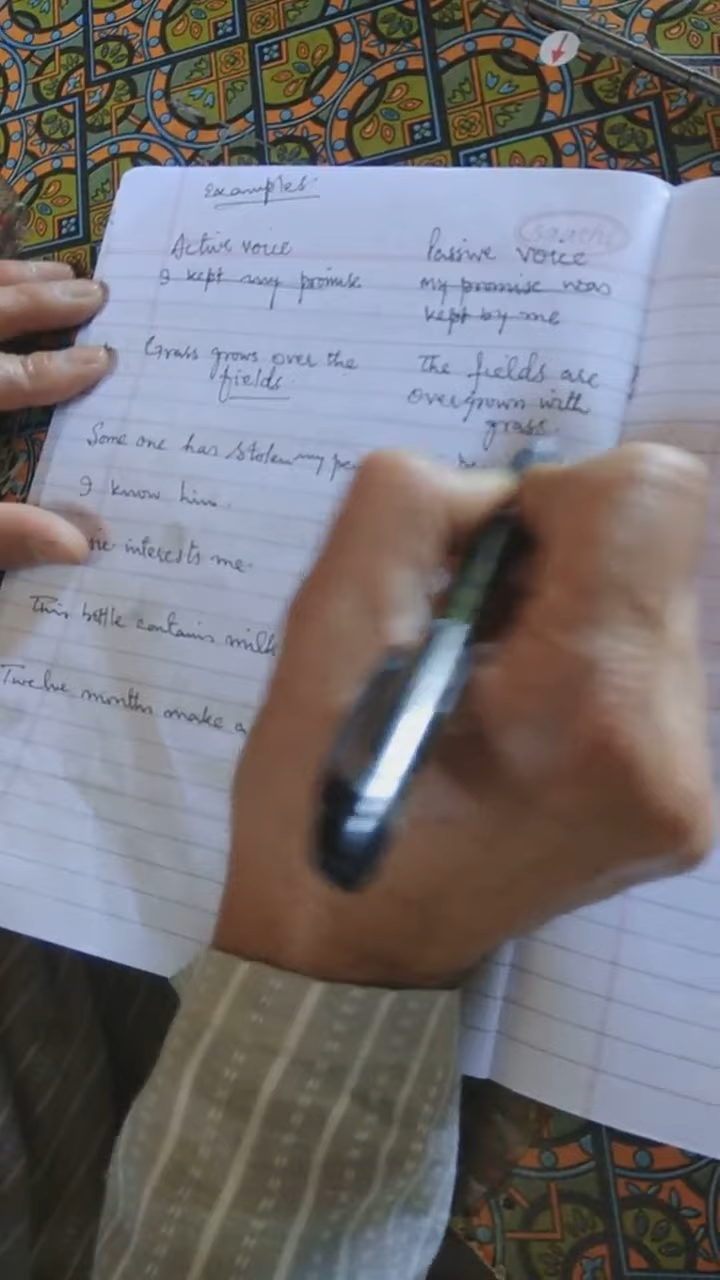 Examples
Saathi
Active voice
Passive voice
I kept my promise
My promise was
kept by me
Grass grows over the
fields.
The fields are
overgrown with
grass.
Some one has stolen my
I know him.
interests me.
This bottle contains milk
Twelve months make a